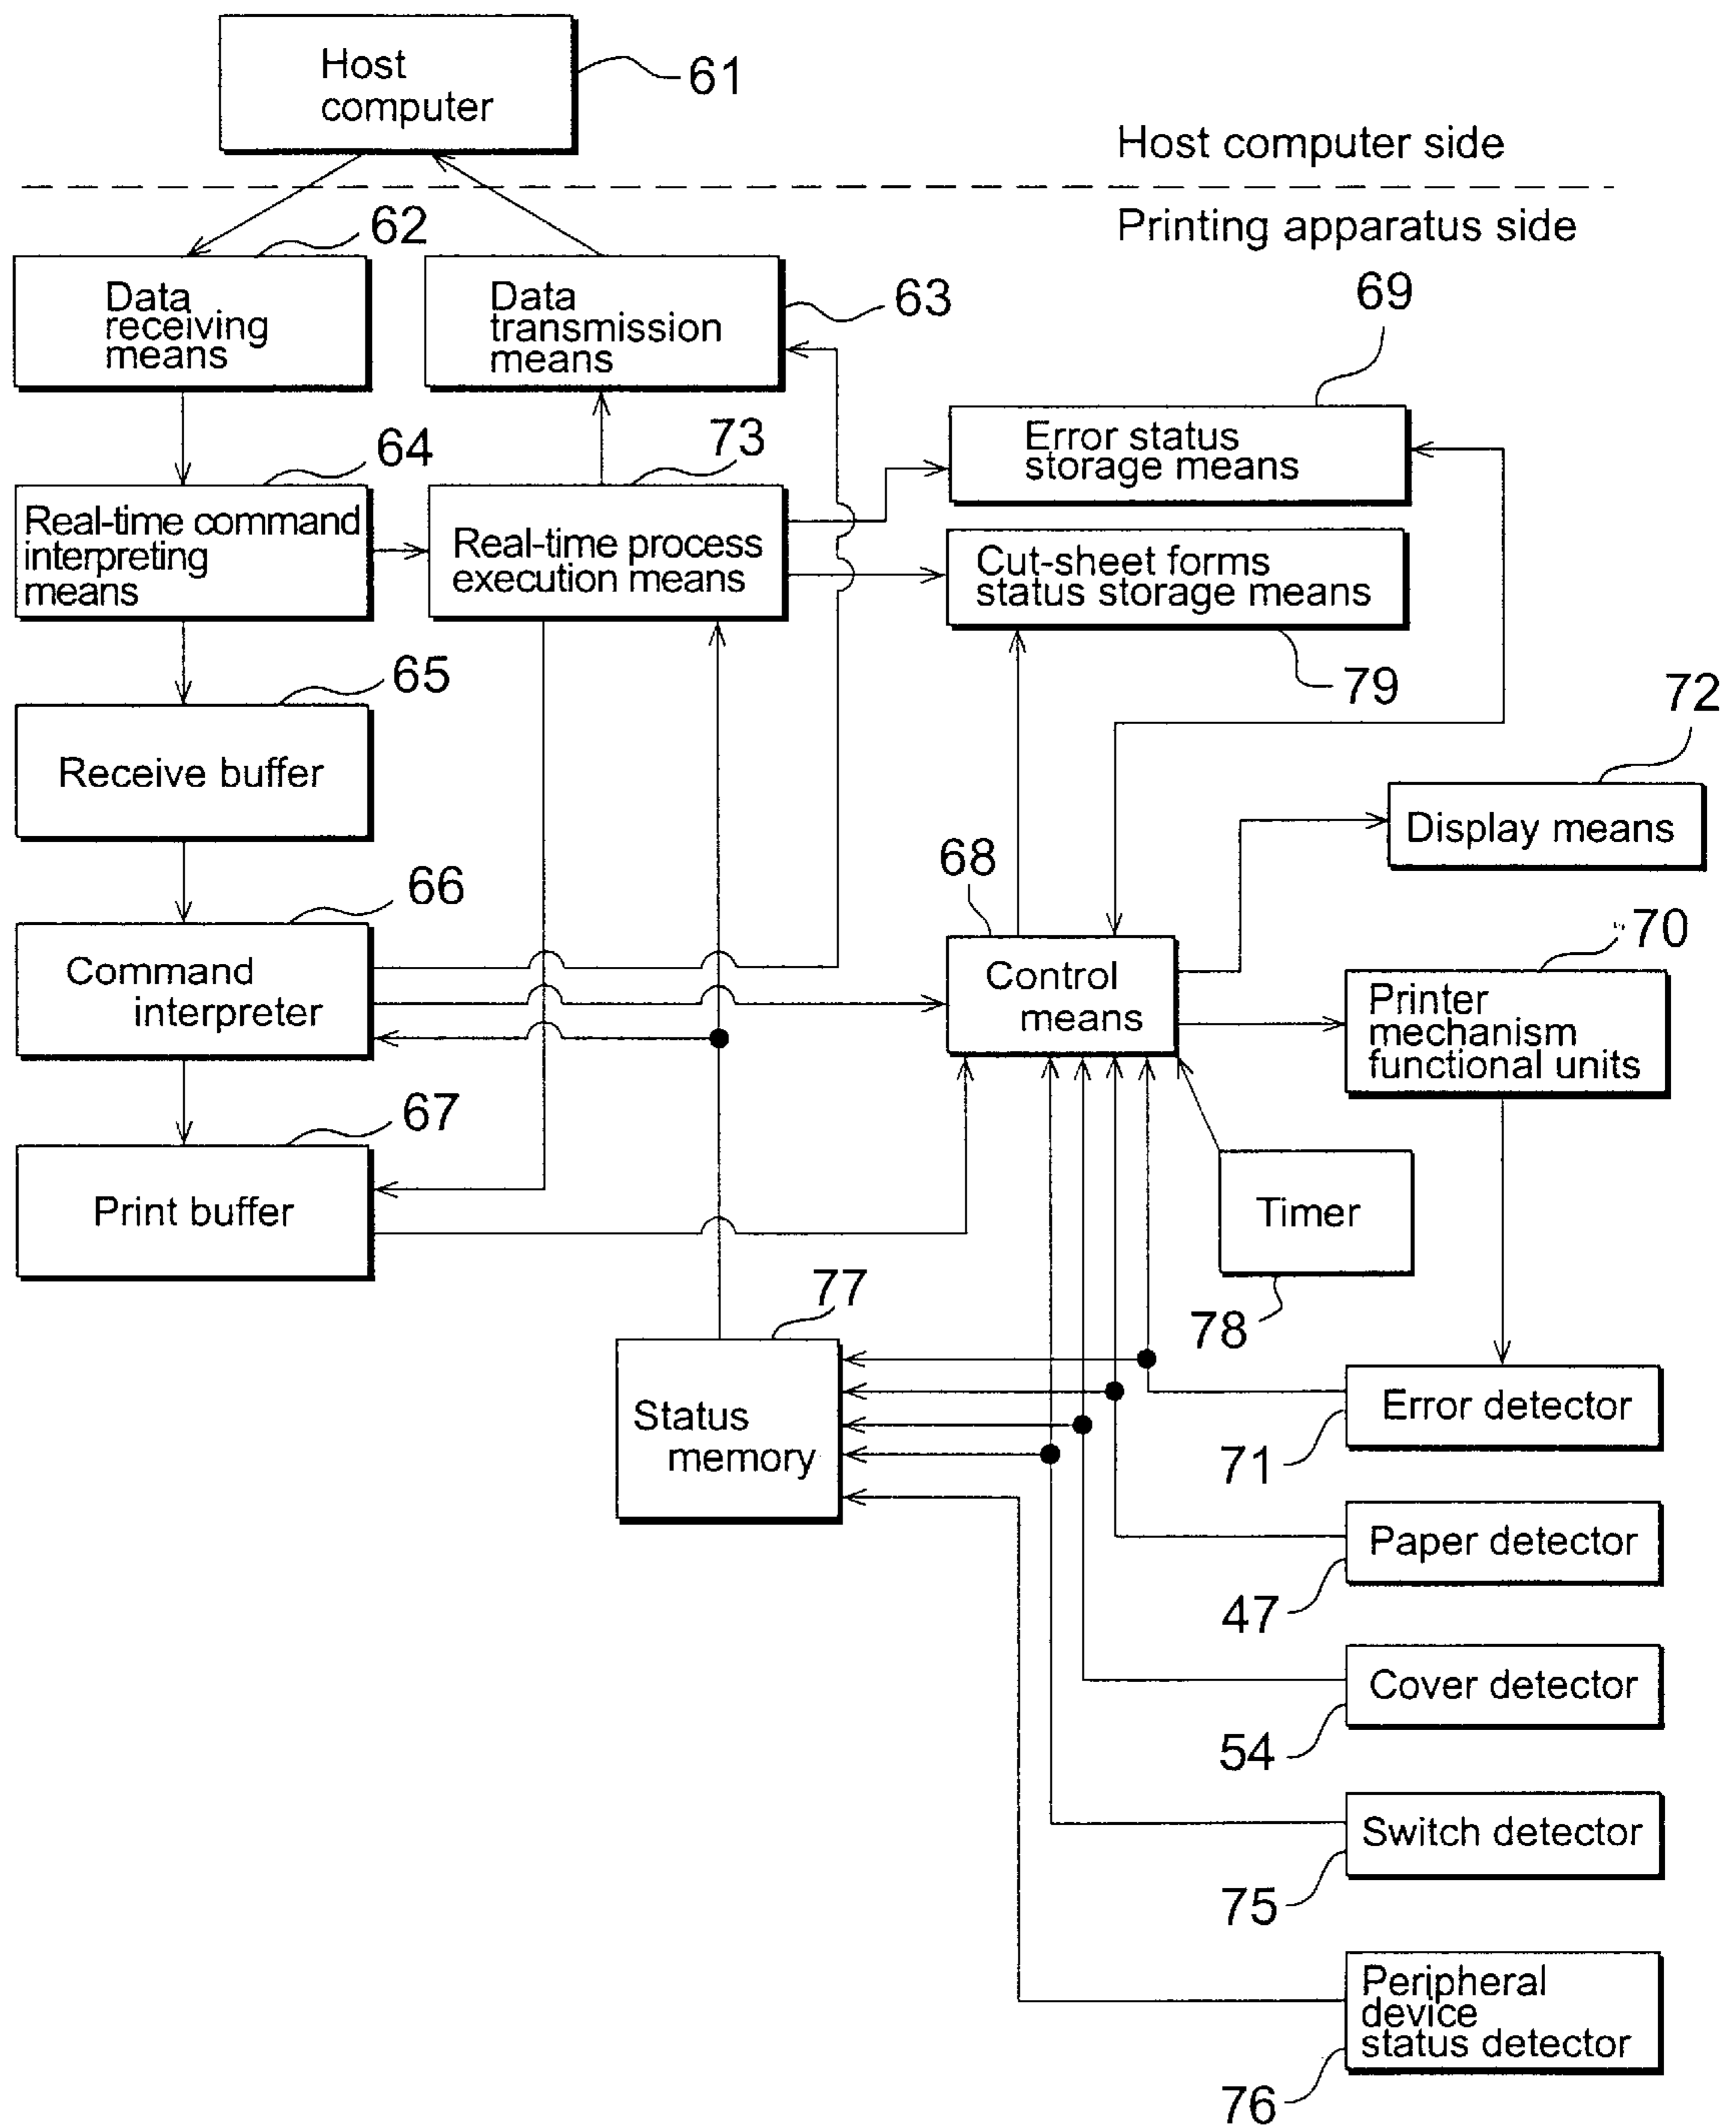 Host
computer
61
Host computer side
Printing apparatus side
62
Data
receiving
means
Data
transmission
means
63
69
64
73
Error status
storage means
Real-time command
interpreting
means
Real-time process
execution means
Cut-sheet forms
status storage means
65
79
72
Receive buffer
Display means
68
66
70
Command
interpreter
Control
means
Printer
mechanism
functional units
67
Print buffer
Timer
77
78
Status
memory
Error detector
71
Paper detector
47
Cover detector
54
Switch detector
75
Peripheral
device
status detector
76